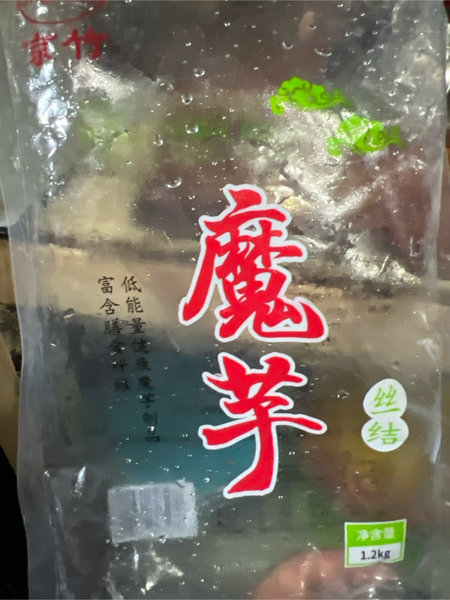 京竹
魔芋
丝结
低能量健康魔芋制品
富含膳食纤维
净含量
1.2kg